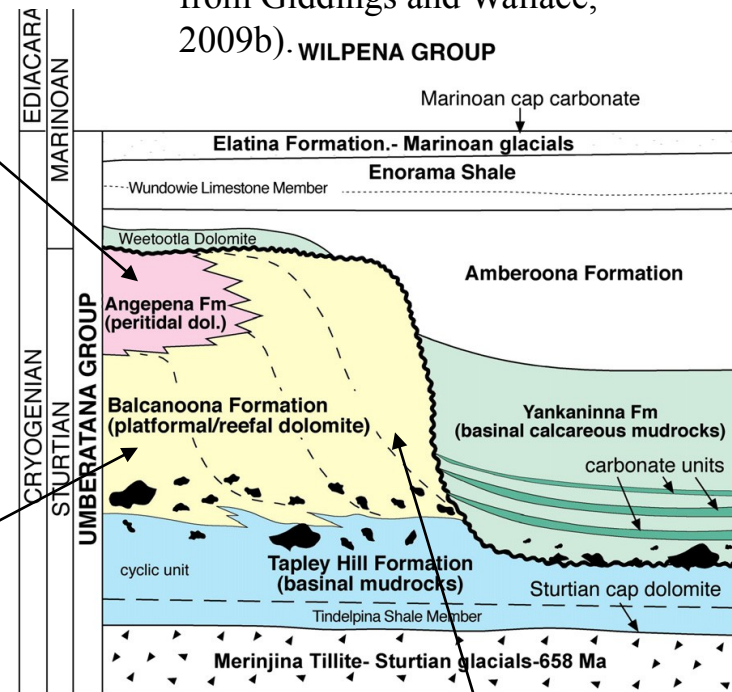 from Giddings and Wallace,
2009b).
WILPENA GROUP
EDIACARA
MARINOAN
Marinoan cap carbonate
Elatina Formation.- Marinoan glacials
Enorama Shale
Wundowie Limestone Member
Weetootla Dolomite
Amberoona Formation
Angepena Fm
(peritidal dol.)
UMBERATANA GROUP
CRYOGENIAN
STURTIAN
Balcanoona Formation
(platformal/reefal dolomite)
Yankaninna Fm
(basinal calcareous mudrocks)
carbonate units
Tapley Hill Formation
(basinal mudrocks)
cyclic unit
Sturtian cap dolomite
Tindelpina Shale Member
Merinjina Tillite- Sturtian glacials-658 Ma